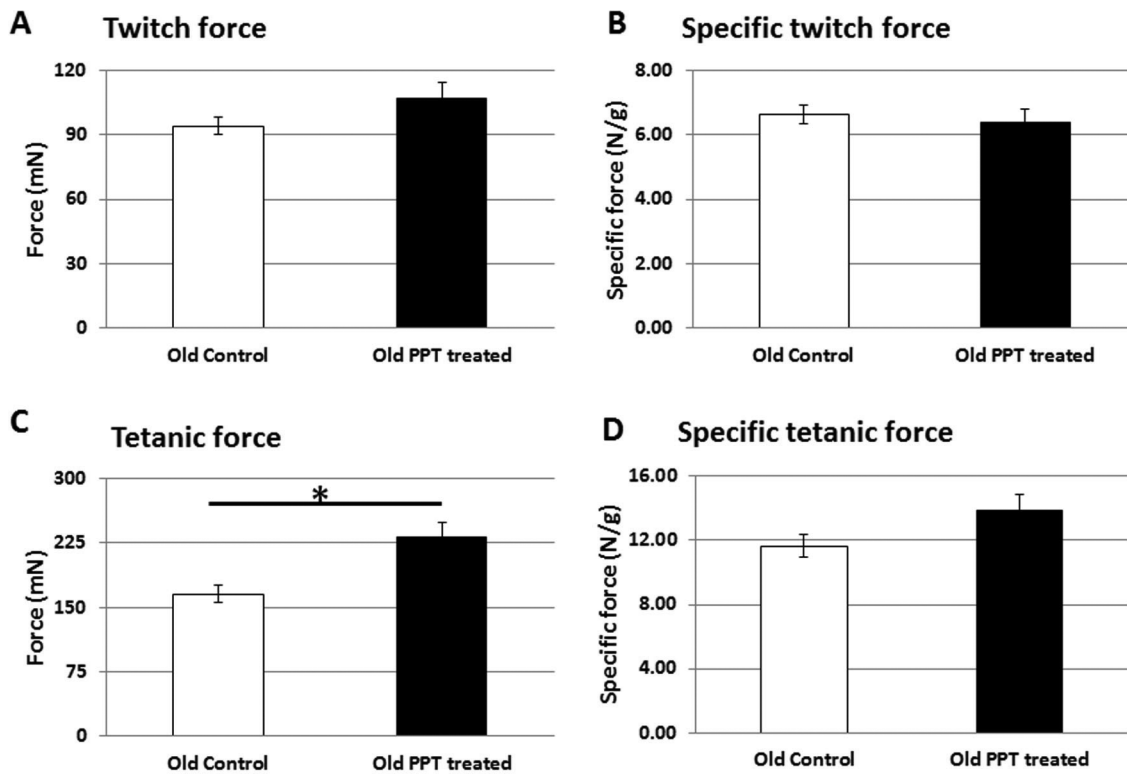 A Twitch force
Force (mN)
120
90
60
30
0
Old Control Old PPT treated
B Specific twitch force
Specific force (N/g)
8.00
6.00
4.00
2.00
0.00
Old Control Old PPT treated
C Tetanic force
Force (mN)
300
225
150
75
0
*
Old Control Old PPT treated
D Specific tetanic force
Specific force (N/g)
16.00
12.00
8.00
4.00
0.00
Old Control Old PPT treated